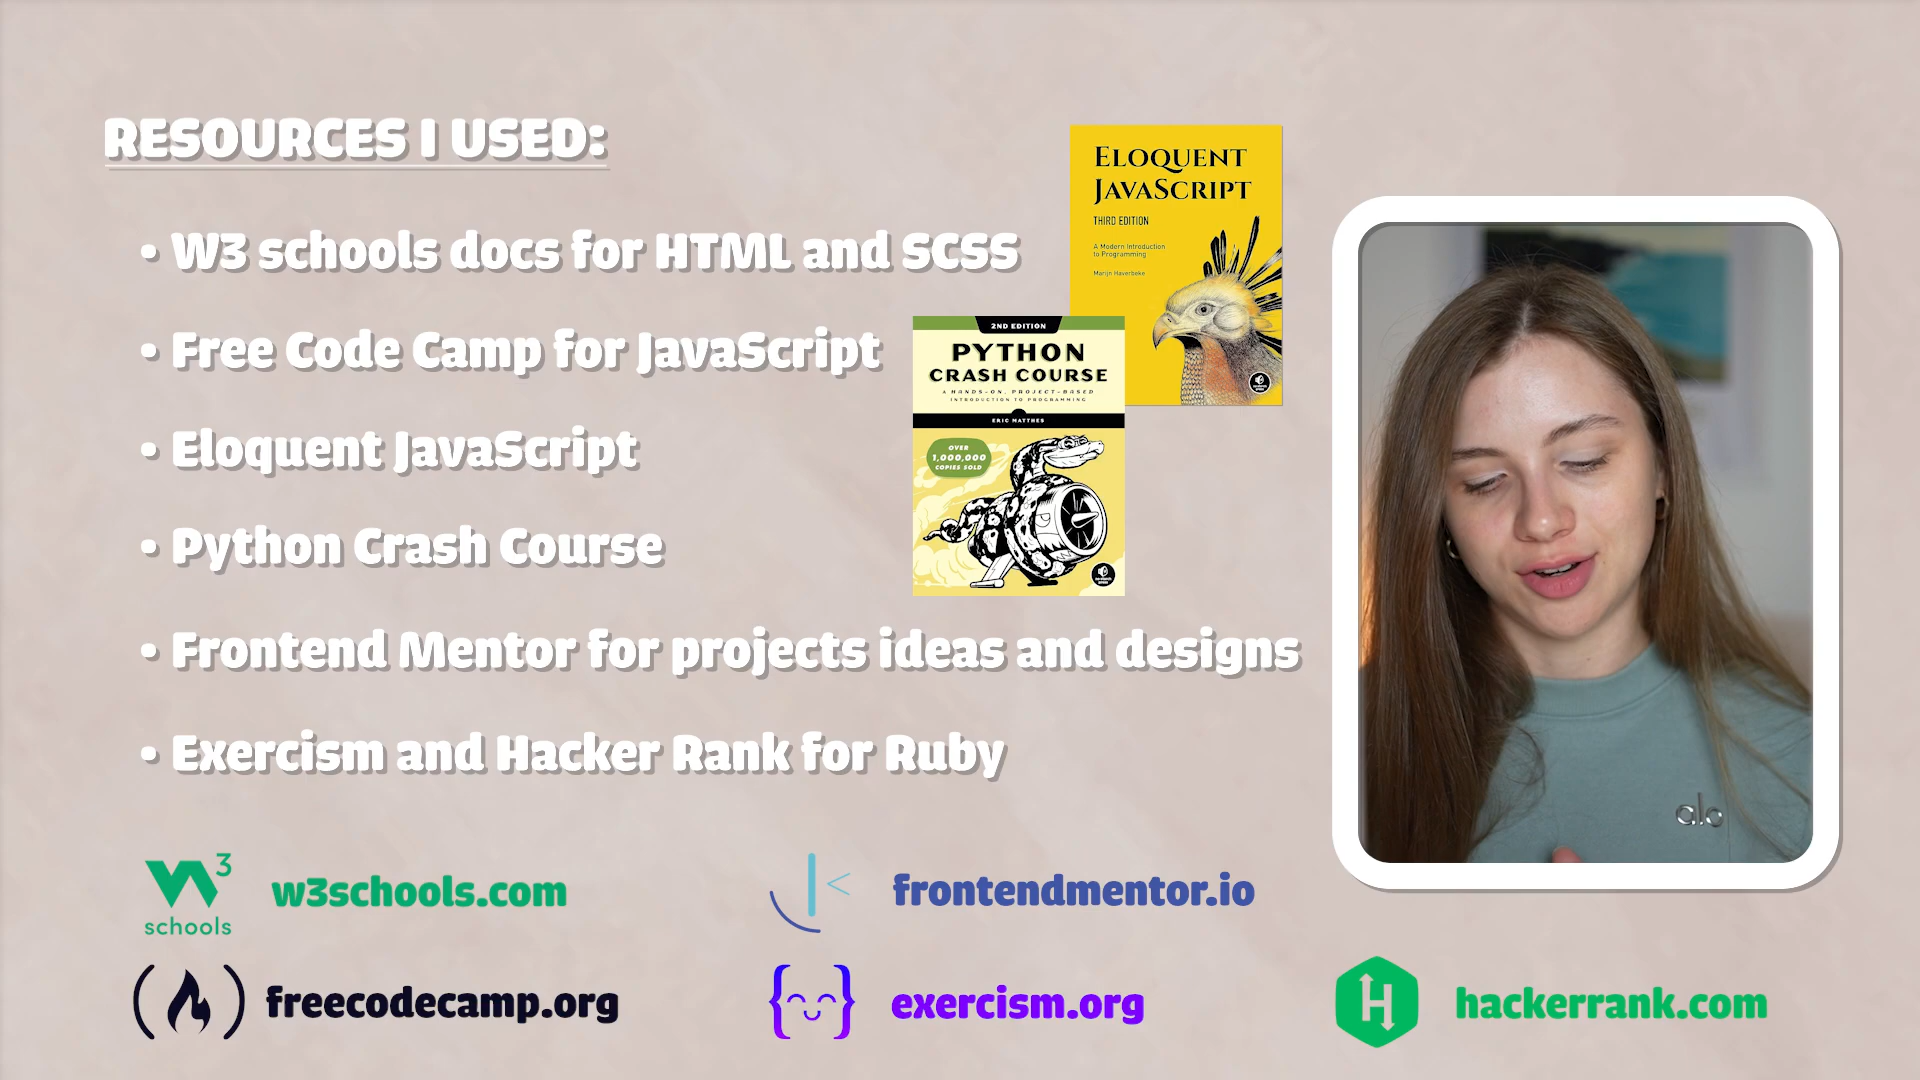 RESOURCES I USED:
• W3 schools docs for HTML and SCSS
• Free Code Camp for JavaScript
• Eloquent JavaScript
• Python Crash Course
• Frontend Mentor for projects ideas and designs
• Exercism and Hacker Rank for Ruby
ELOQUENT
JAVASCRIPT
THIRD EDITION
A Modern Introduction
to Programming
Marijn Haverbeke
2ND EDITION
PYTHON
CRASH COURSE
A HANDS-ON, PROJECT-BASED
INTRODUCTION TO PROGRAMMING
ERIC MATTHES
OVER
1,000,000
COPIES SOLD
alo
W3
schools
w3schools.com
frontendmentor.io
freecodecamp.org
exercism.org
H
hackerrank.com